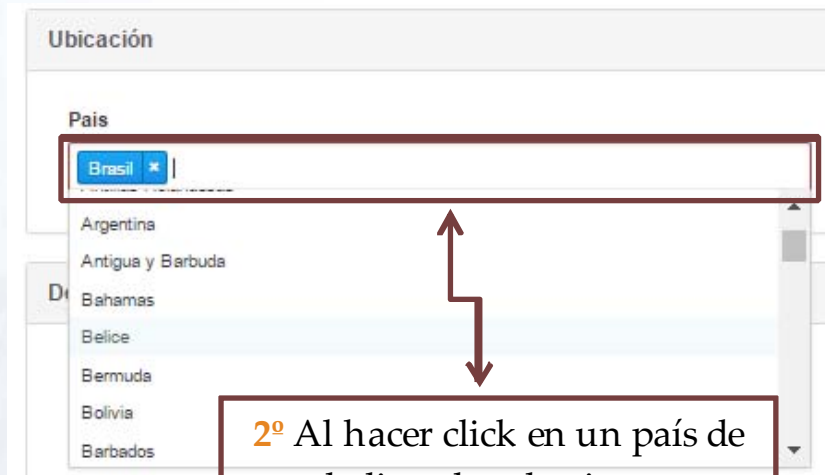 Ubicación
Pais
Brasil ×
Argentina
Antigua y Barbuda
De
Bahamas
Belice
Bermuda
Bolivia
Barbados
2º Al hacer click en un país de